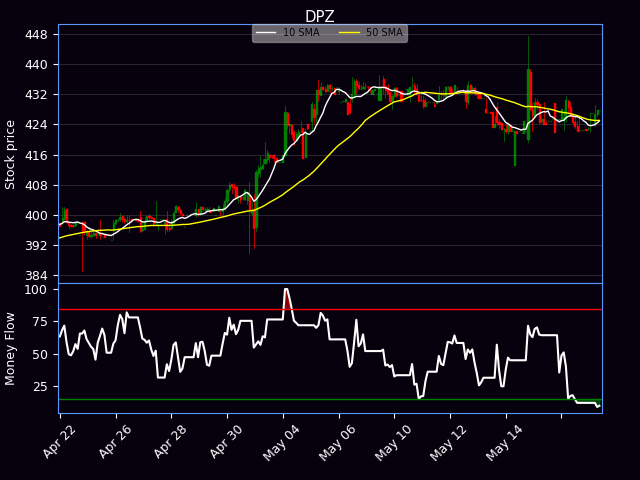 DPZ
10 SMA
50 SMA
Stock price
448
440
432
424
416
408
400
392
384
Money Flow
100
75
50
25
Apr 22
Apr 26
Apr 28
Apr 30
May 04
May 06
May 10
May 12
May 14